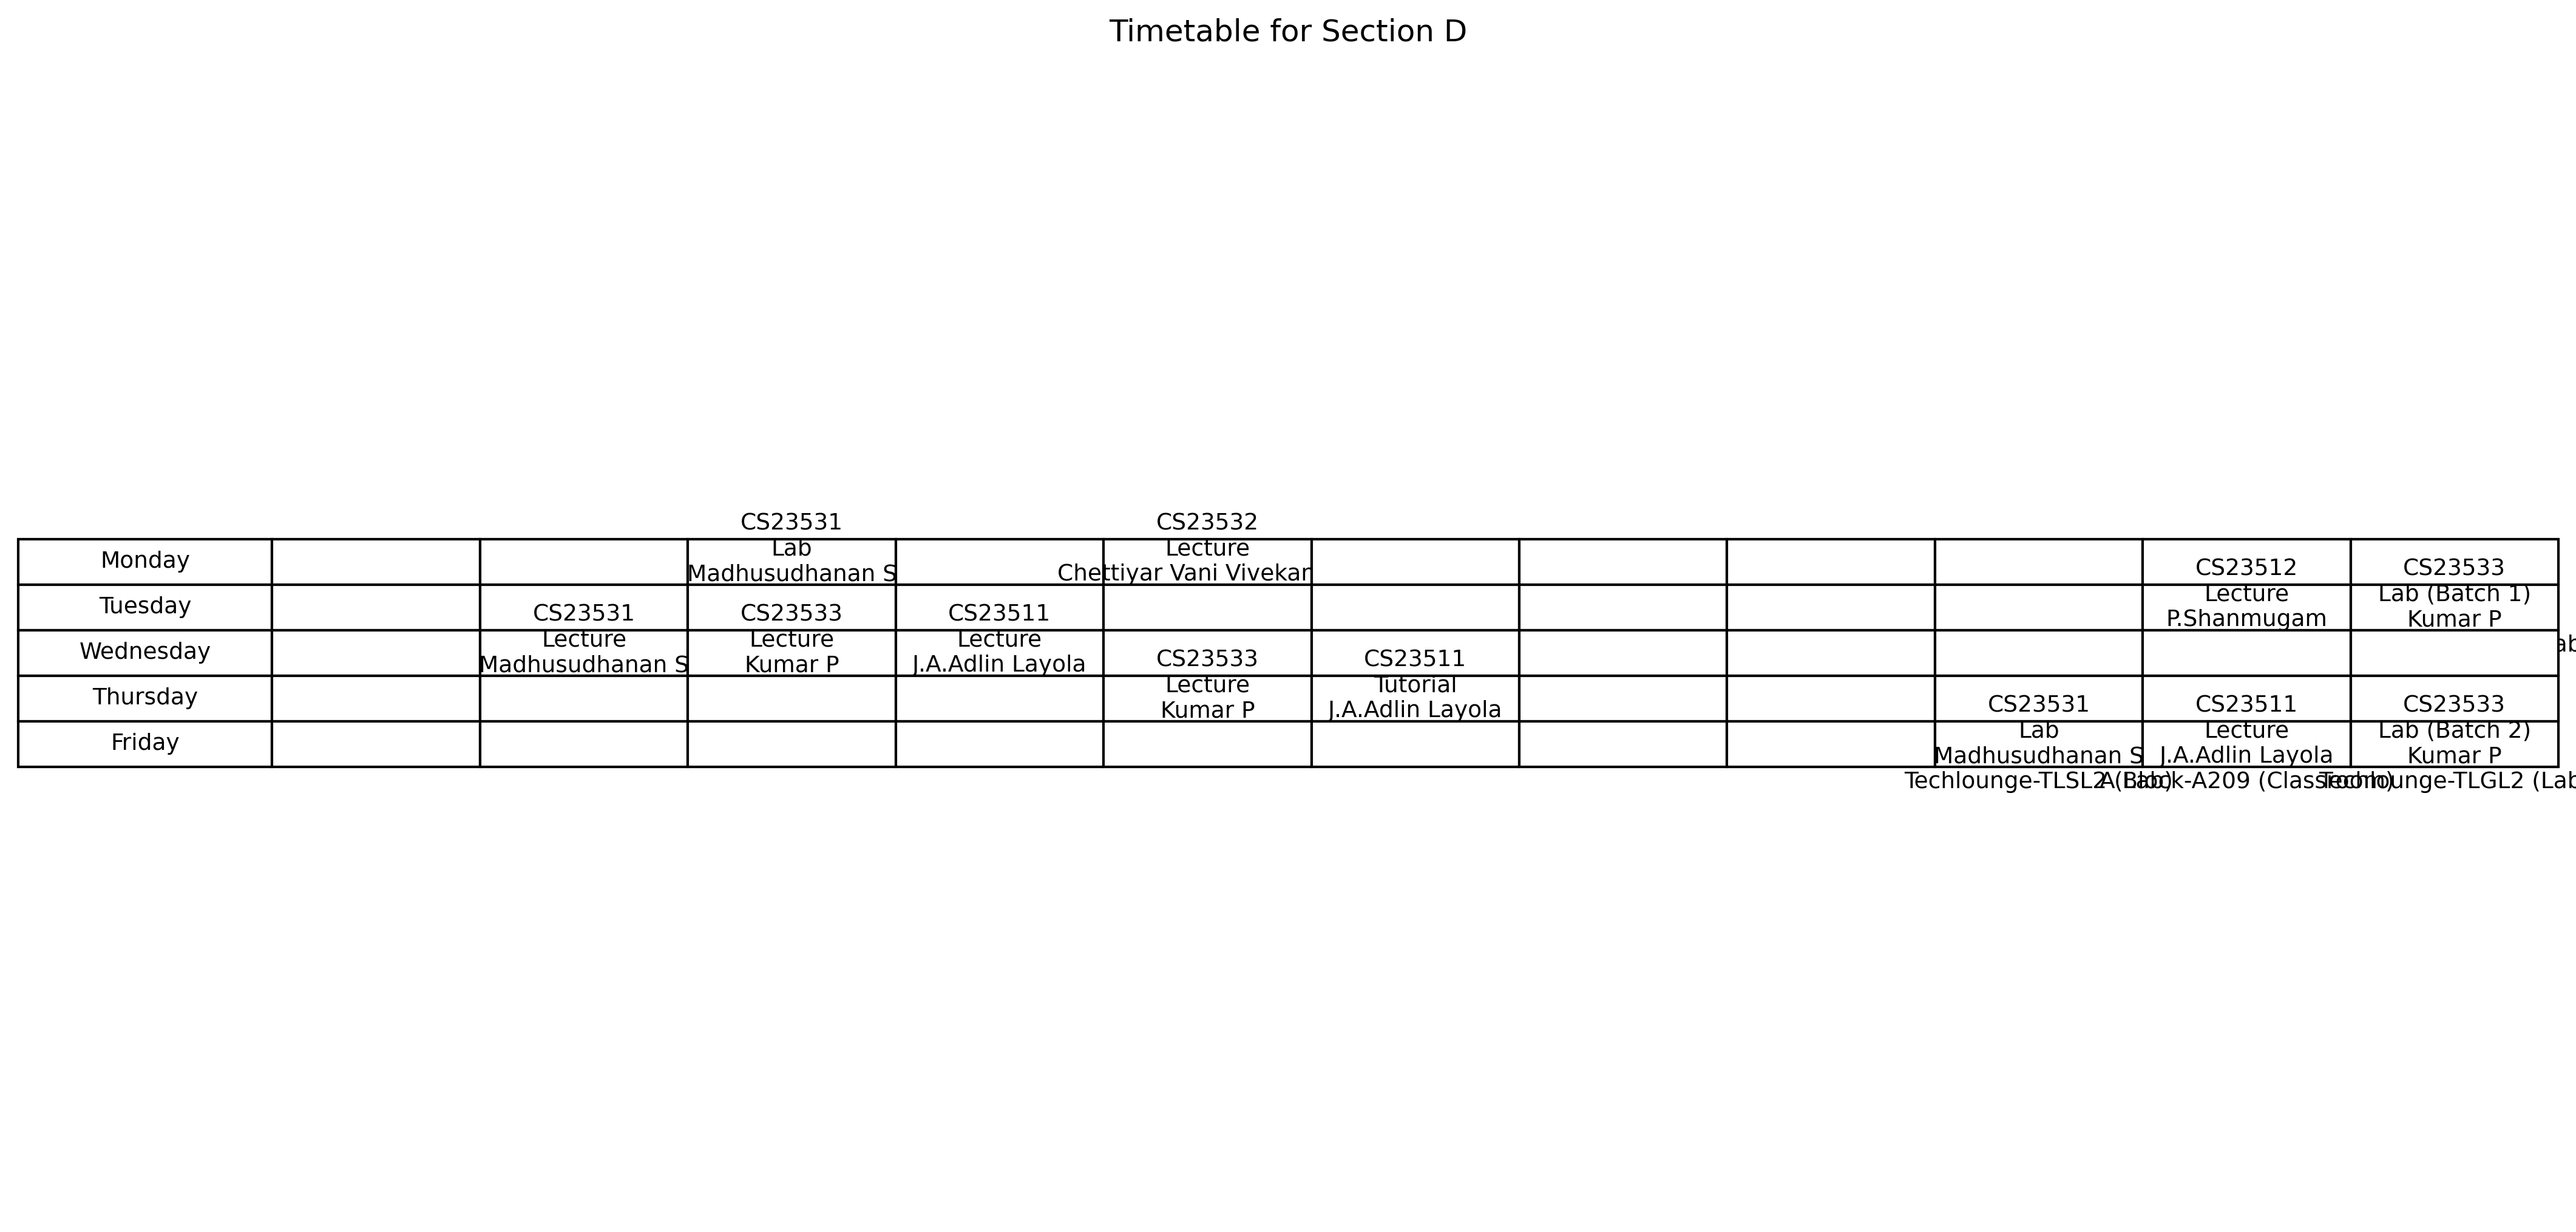 Timetable for Section D
CS23531 CS23532
Monday Lab Lecture
Madhusudhanan S Chettiyar Vani Vivekar CS23512 CS23533
Tuesday Lecture Lab (Batch 1)
CS23531 CS23533 CS23511 P.Shanmugam Kumar P
Wednesday Lecture Lecture Lecture
Madhusudhanan S Kumar P J.A.Adlin Layola CS23533 CS23511
Thursday Lecture Tutorial
Kumar P J.A.Adlin Layola CS23531 CS23511 CS23533
Friday Lab Lecture Lab (Batch 2)
Madhusudhanan S J.A.Adlin Layola Kumar P
Techlounge-TLSL2 (Lab) A Block-A209 (Classroom) Techlounge-TLGL2 (Lab